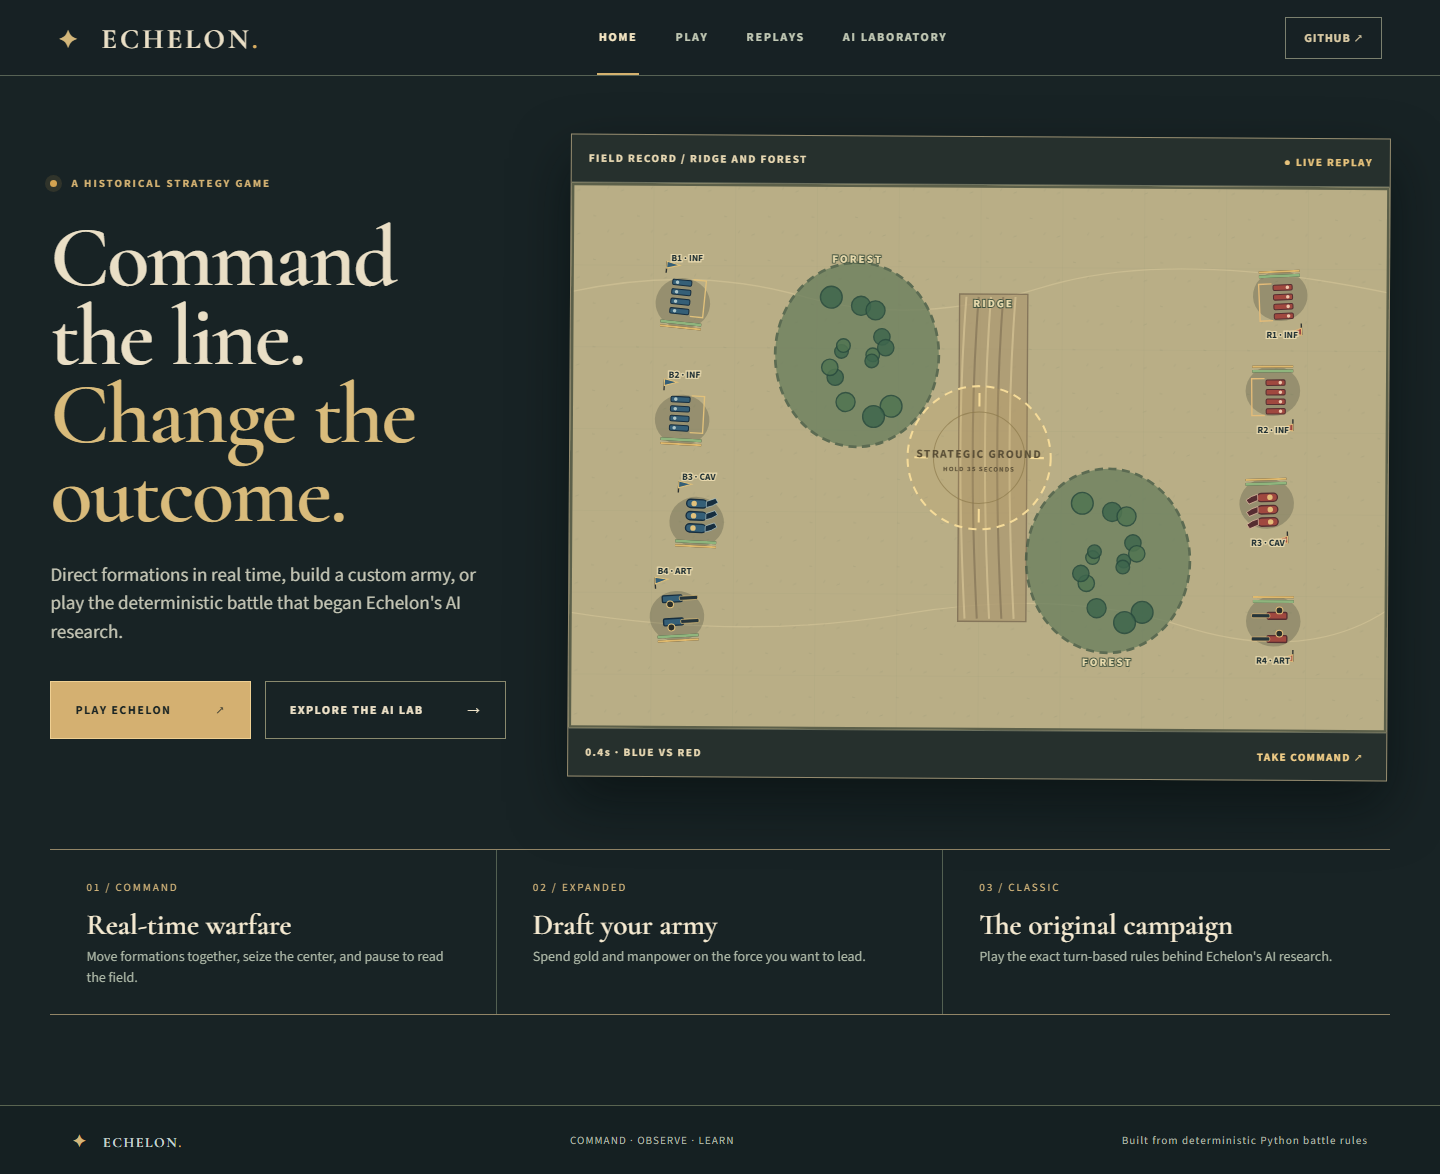 ECHELON.
HOME
PLAY
REPLAYS
AI LABORATORY
GITHUB ↗
A HISTORICAL STRATEGY GAME
Command
the line.
Change the
outcome.
Direct formations in real time, build a custom army, or
play the deterministic battle that began Echelon's AI
research.
PLAY ECHELON ↗
EXPLORE THE AI LAB →
FIELD RECORD / RIDGE AND FOREST
● LIVE REPLAY
B1 · INF
FOREST
RIDGE
R1 · INF
B2 · INF
R2 · INF
STRATEGIC GROUND
HOLD 35 SECONDS
B3 · CAV
R3 · CAV
B4 · ART
R4 · ART
FOREST
0.4s · BLUE VS RED
TAKE COMMAND ↗
01 / COMMAND
Real-time warfare
Move formations together, seize the center, and pause to read
the field.
02 / EXPANDED
Draft your army
Spend gold and manpower on the force you want to lead.
03 / CLASSIC
The original campaign
Play the exact turn-based rules behind Echelon's AI research.
ECHELON.
COMMAND · OBSERVE · LEARN
Built from deterministic Python battle rules